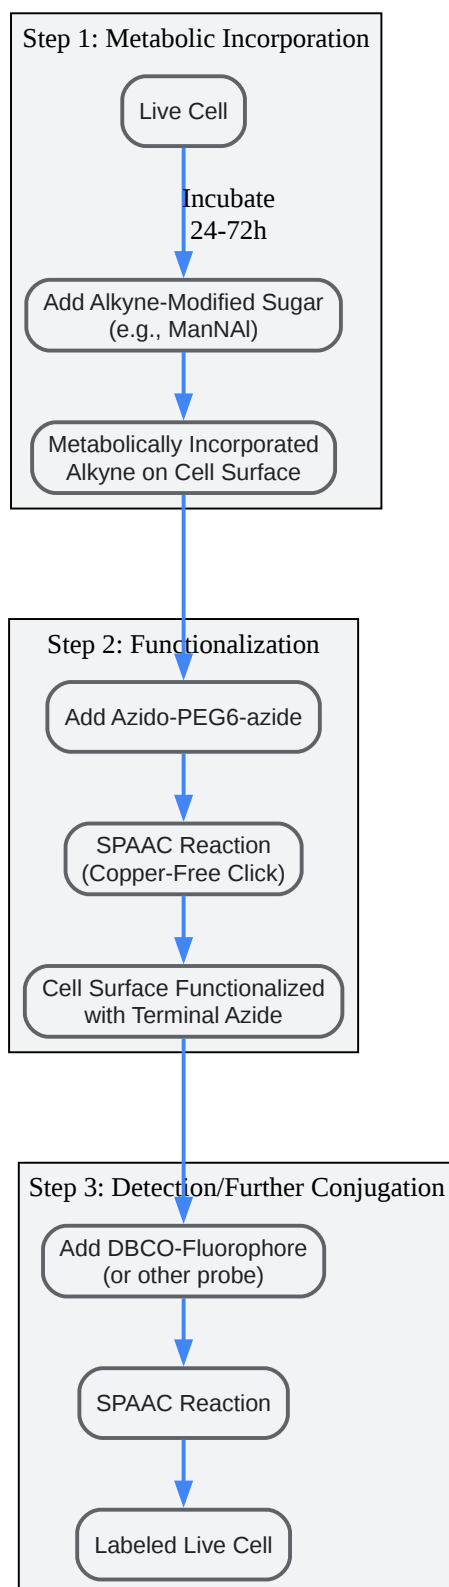 Step 1: Metabolic Incorporation
Live Cell
Incubate
24-72h
Add Alkyne-Modified Sugar
(e.g., ManNAl)
Metabolically Incorporated
Alkyne on Cell Surface
Step 2: Functionalization
Add Azido-PEG6-azide
SPAAC Reaction
(Copper-Free Click)
Cell Surface Functionalized
with Terminal Azide
Step 3: Detection/Further Conjugation
Add DBCO-Fluorophore
(or other probe)
SPAAC Reaction
Labeled Live Cell